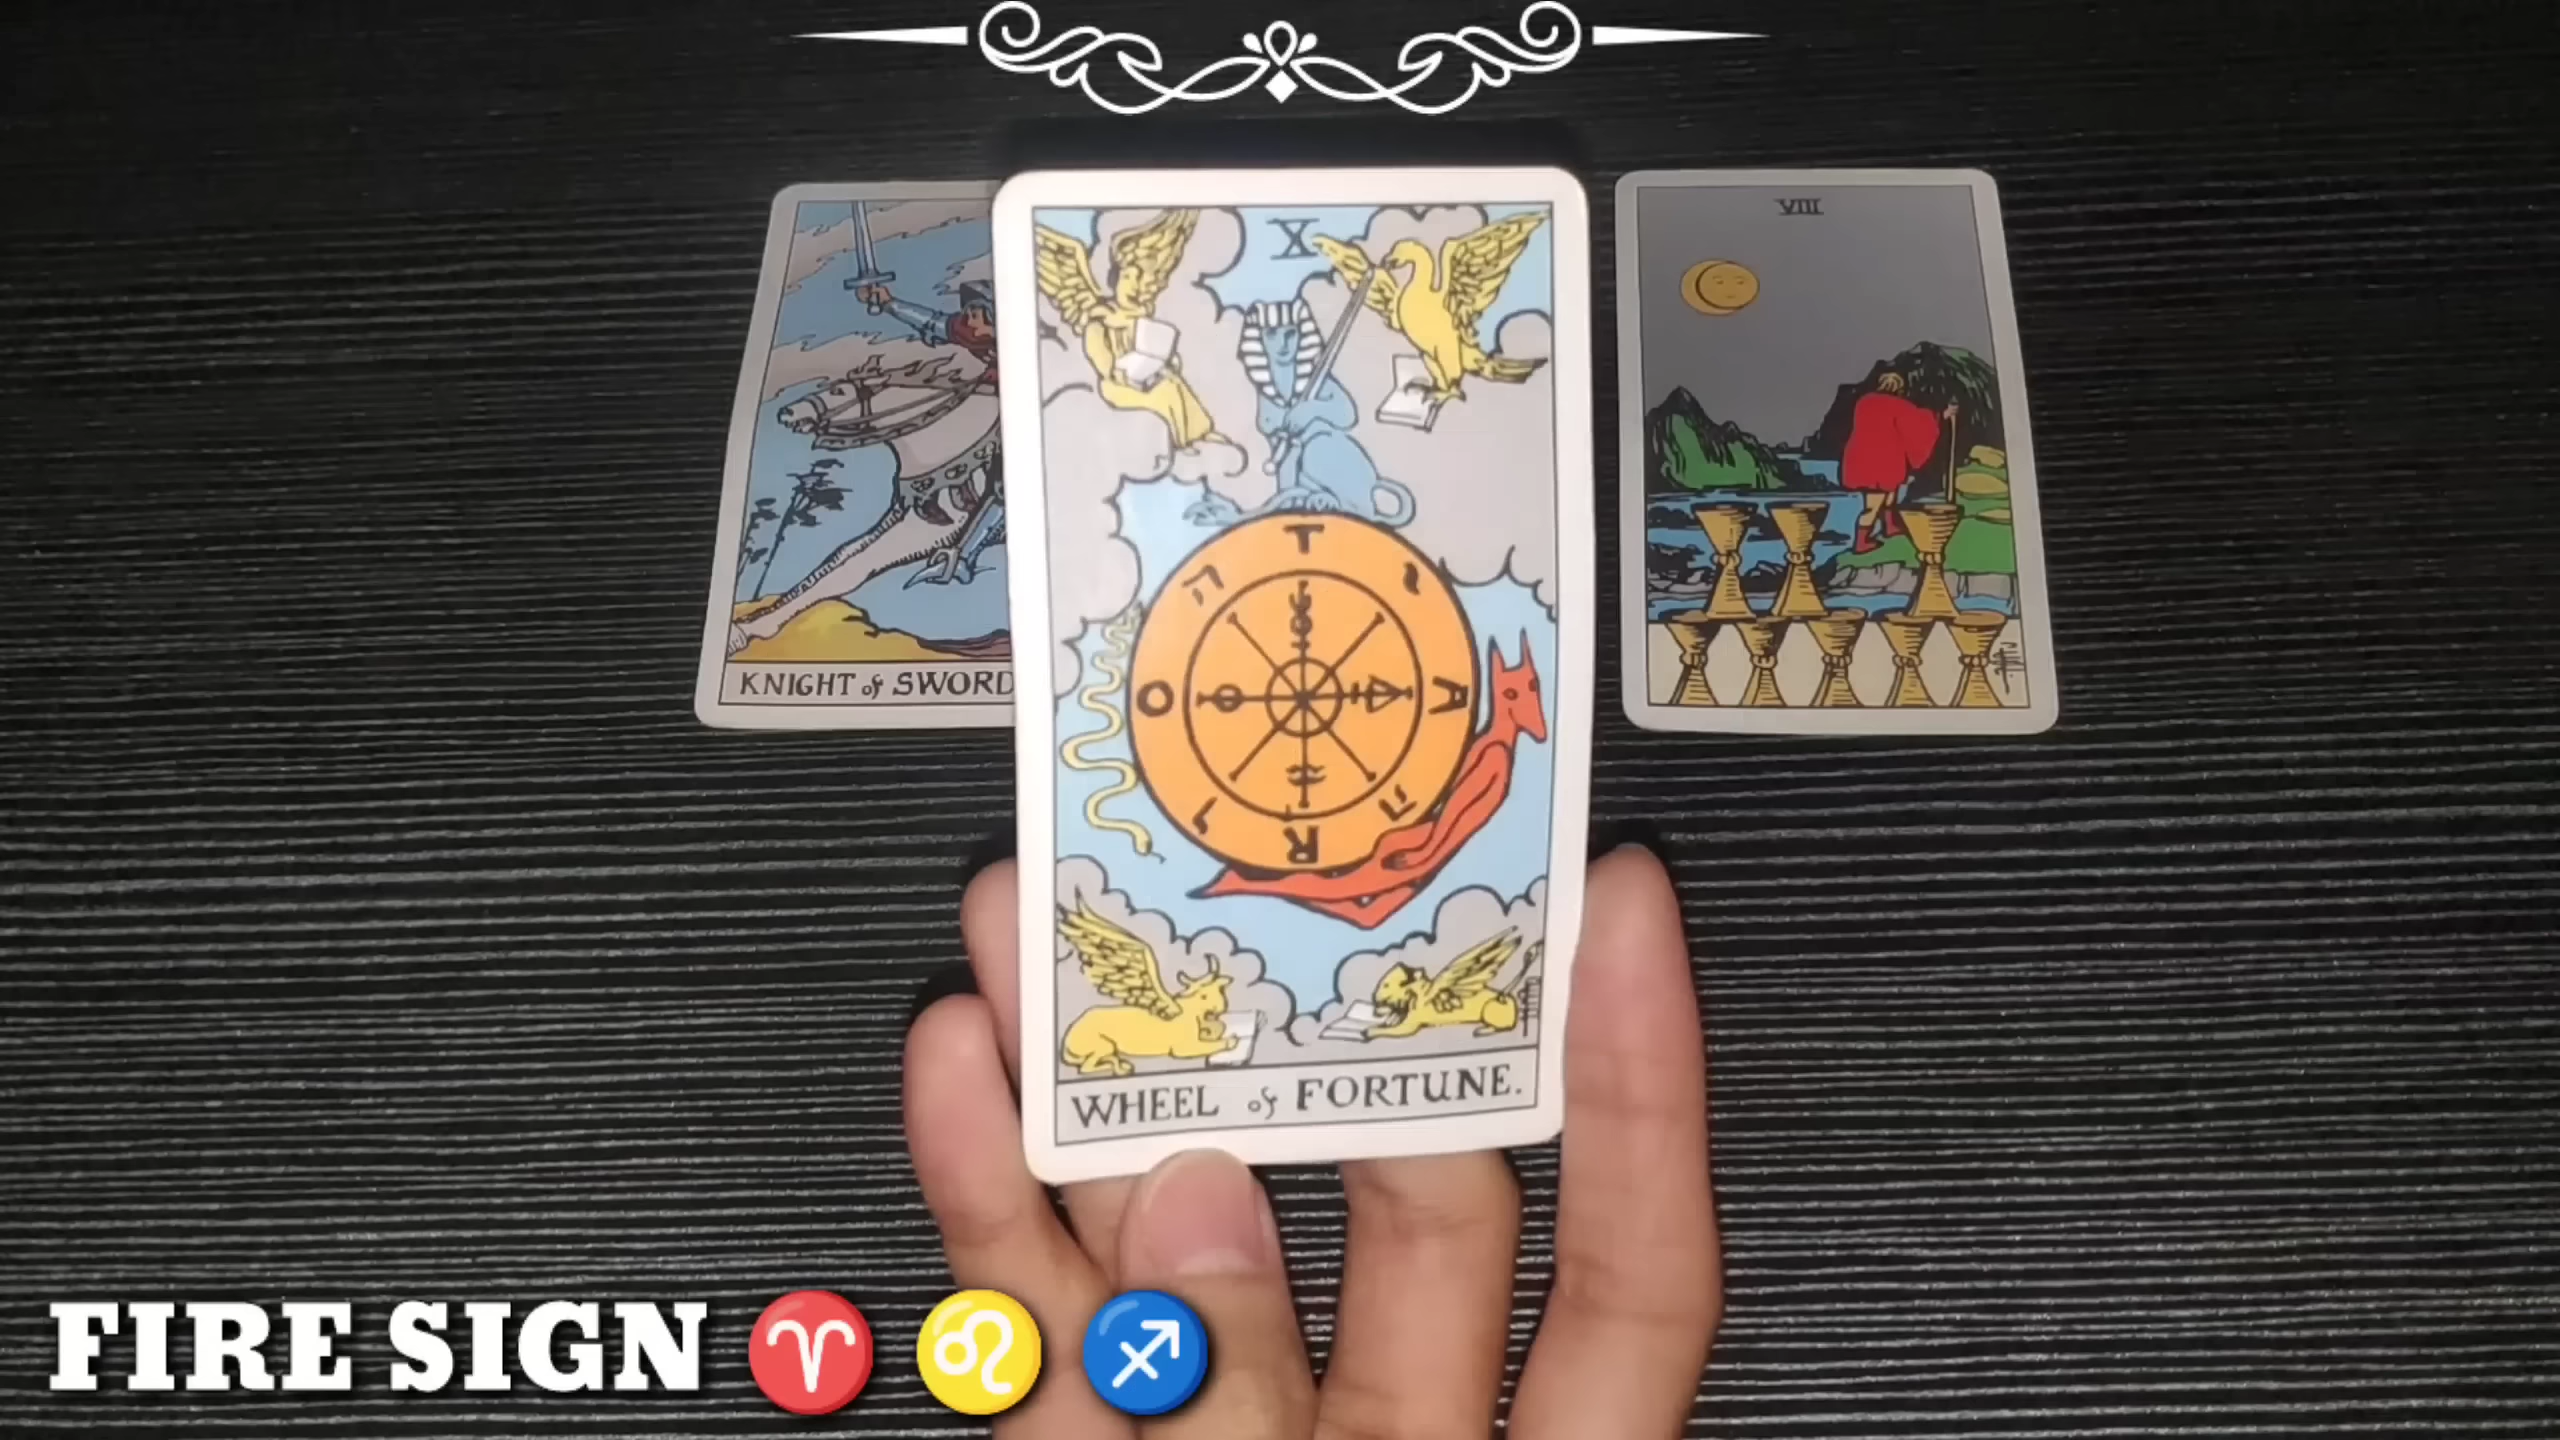 X
VIII
KNIGHT of SWORD
T
A
R
O
ה
ו
ה
י
WHEEL of FORTUNE.
FIRE SIGN ♈ ♌ ♐